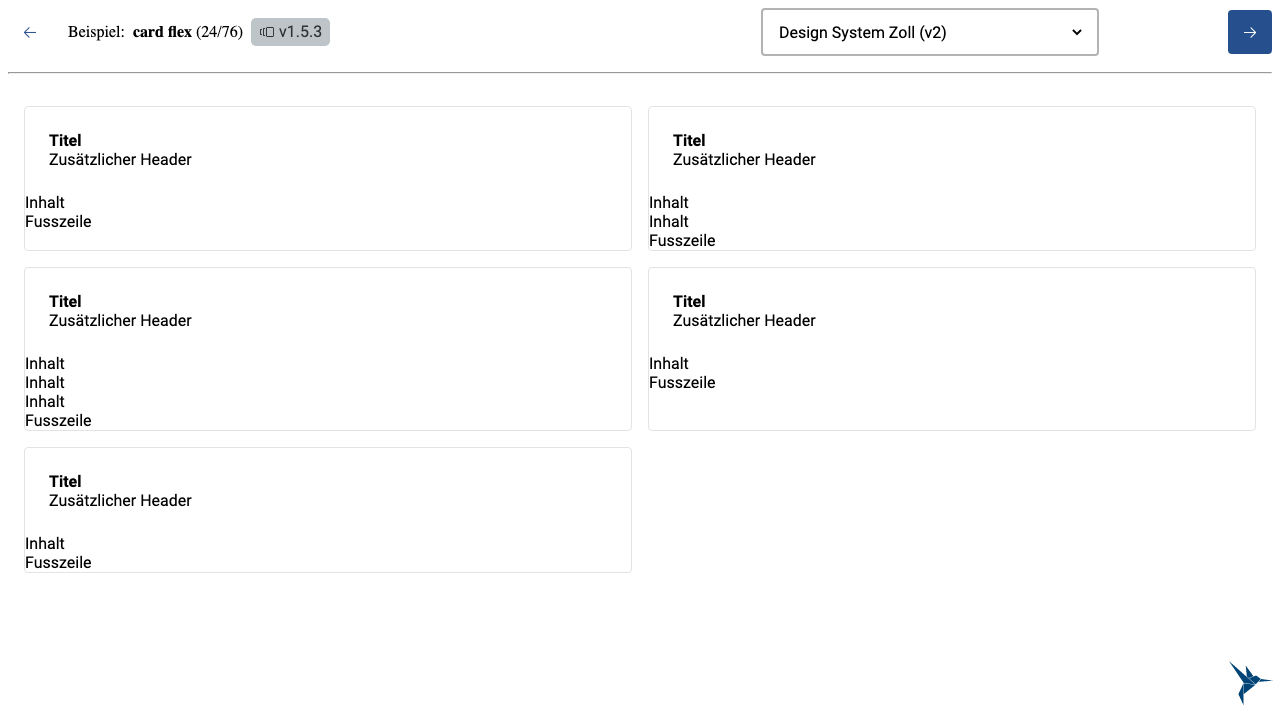 Beispiel: card flex (24/76) v1.5.3 Design System Zoll (v2)
Titel
Zusätzlicher Header
Inhalt
Fusszeile
Titel
Zusätzlicher Header
Inhalt
Inhalt
Fusszeile
Titel
Zusätzlicher Header
Inhalt
Inhalt
Inhalt
Fusszeile
Titel
Zusätzlicher Header
Inhalt
Fusszeile
Titel
Zusätzlicher Header
Inhalt
Fusszeile